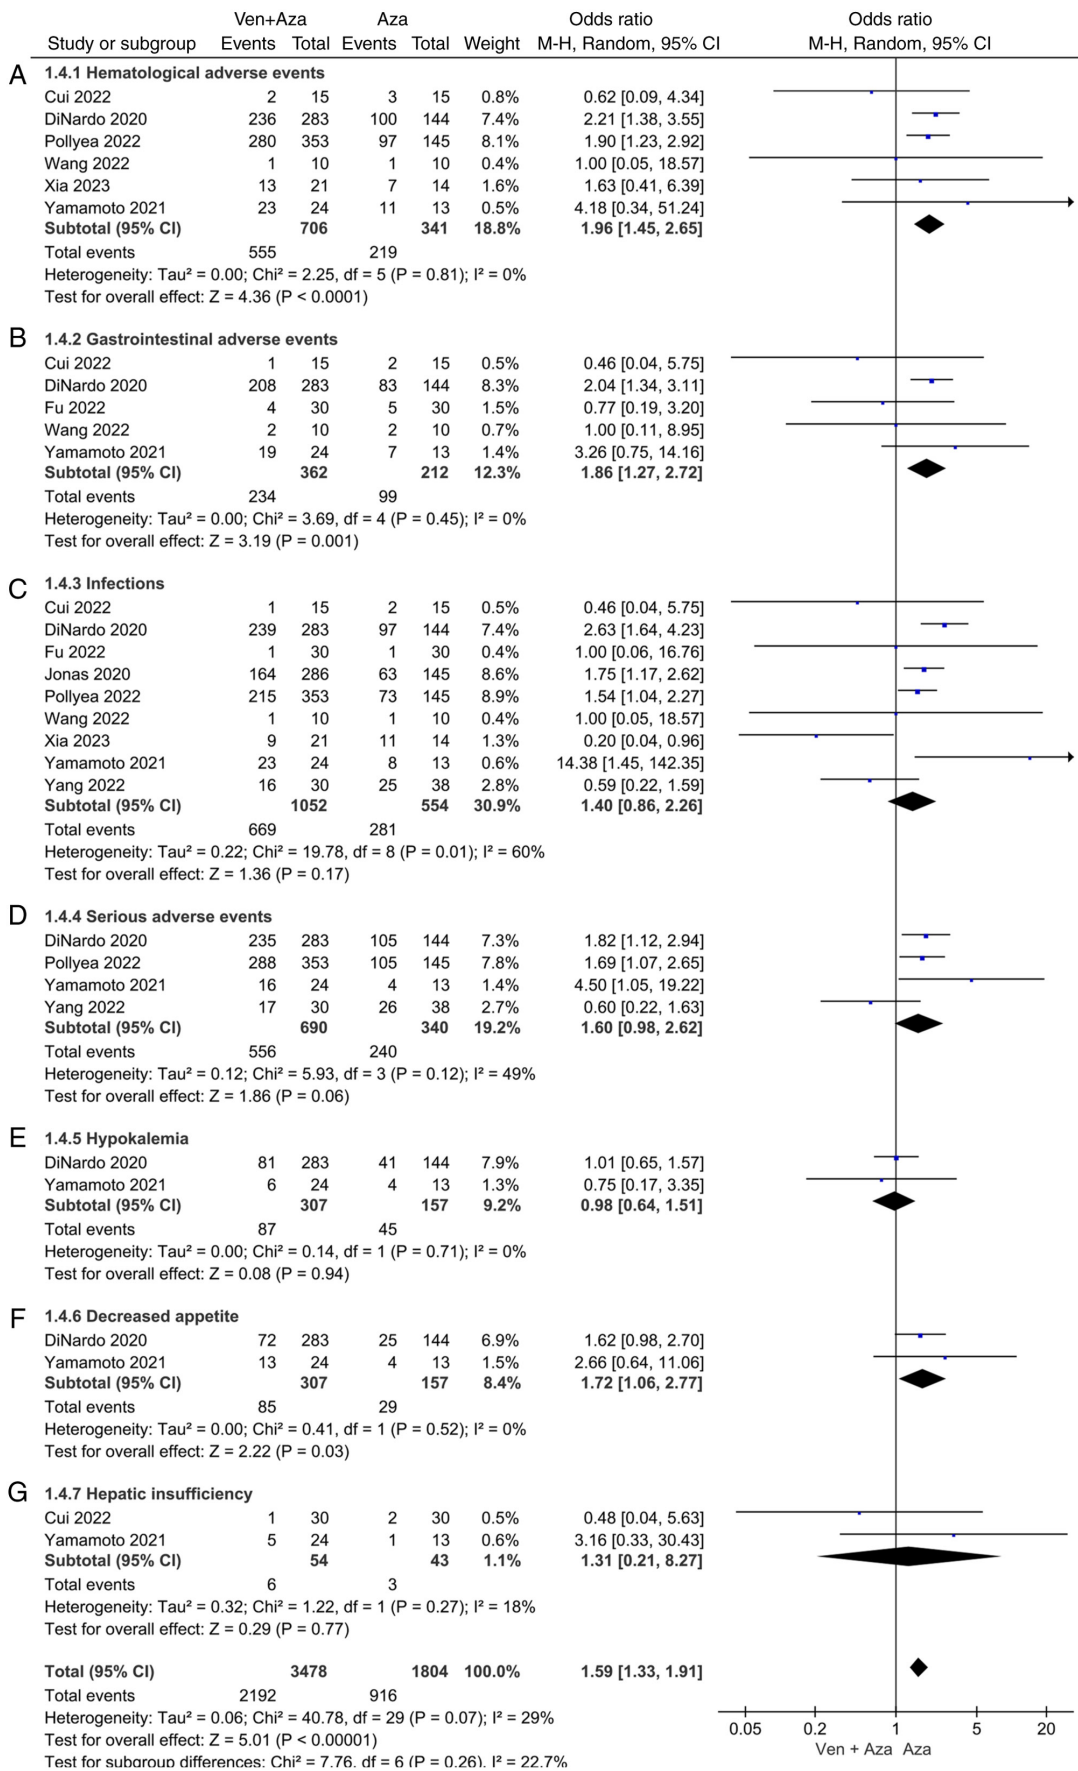 Ven+Aza Aza Odds ratio Odds ratio
Study or subgroup Events Total Events Total Weight M-H, Random, 95% CI M-H, Random, 95% CI
A 1.4.1 Hematological adverse events
Cui 2022 2 15 3 15 0.8% 0.62 [0.09, 4.34]
DiNardo 2020 236 283 100 144 7.4% 2.21 [1.38, 3.55]
Pollyea 2022 280 353 97 145 8.1% 1.90 [1.23, 2.92]
Wang 2022 1 10 1 10 0.4% 1.00 [0.05, 18.57]
Xia 2023 13 21 7 14 1.6% 1.63 [0.41, 6.39]
Yamamoto 2021 23 24 11 13 0.5% 4.18 [0.34, 51.24]
Subtotal (95% CI) 706 341 18.8% 1.96 [1.45, 2.65]
Total events 555 219
Heterogeneity: Tau² = 0.00; Chi² = 2.25, df = 5 (P = 0.81); I² = 0%
Test for overall effect: Z = 4.36 (P < 0.0001)
B 1.4.2 Gastrointestinal adverse events
Cui 2022 1 15 2 15 0.5% 0.46 [0.04, 5.75]
DiNardo 2020 208 283 83 144 8.3% 2.04 [1.34, 3.11]
Fu 2022 4 30 5 30 1.5% 0.77 [0.19, 3.20]
Wang 2022 2 10 2 10 0.7% 1.00 [0.11, 8.95]
Yamamoto 2021 19 24 7 13 1.4% 3.26 [0.75, 14.16]
Subtotal (95% CI) 362 212 12.3% 1.86 [1.27, 2.72]
Total events 234 99
Heterogeneity: Tau² = 0.00; Chi² = 3.69, df = 4 (P = 0.45); I² = 0%
Test for overall effect: Z = 3.19 (P = 0.001)
C 1.4.3 Infections
Cui 2022 1 15 2 15 0.5% 0.46 [0.04, 5.75]
DiNardo 2020 239 283 97 144 7.4% 2.63 [1.64, 4.23]
Fu 2022 1 30 1 30 0.4% 1.00 [0.06, 16.76]
Jonas 2020 164 286 63 145 8.6% 1.75 [1.17, 2.62]
Pollyea 2022 215 353 73 145 8.9% 1.54 [1.04, 2.27]
Wang 2022 1 10 1 10 0.4% 1.00 [0.05, 18.57]
Xia 2023 9 21 11 14 1.3% 0.20 [0.04, 0.96]
Yamamoto 2021 23 24 8 13 0.6% 14.38 [1.45, 142.35]
Yang 2022 16 30 25 38 2.8% 0.59 [0.22, 1.59]
Subtotal (95% CI) 1052 554 30.9% 1.40 [0.86, 2.26]
Total events 669 281
Heterogeneity: Tau² = 0.22; Chi² = 19.78, df = 8 (P = 0.01); I² = 60%
Test for overall effect: Z = 1.36 (P = 0.17)
D 1.4.4 Serious adverse events
DiNardo 2020 235 283 105 144 7.3% 1.82 [1.12, 2.94]
Pollyea 2022 288 353 105 145 7.8% 1.69 [1.07, 2.65]
Yamamoto 2021 16 24 4 13 1.4% 4.50 [1.05, 19.22]
Yang 2022 17 30 26 38 2.7% 0.60 [0.22, 1.63]
Subtotal (95% CI) 690 340 19.2% 1.60 [0.98, 2.62]
Total events 556 240
Heterogeneity: Tau² = 0.12; Chi² = 5.93, df = 3 (P = 0.12); I² = 49%
Test for overall effect: Z = 1.86 (P = 0.06)
E 1.4.5 Hypokalemia
DiNardo 2020 81 283 41 144 7.9% 1.01 [0.65, 1.57]
Yamamoto 2021 6 24 4 13 1.3% 0.75 [0.17, 3.35]
Subtotal (95% CI) 307 157 9.2% 0.98 [0.64, 1.51]
Total events 87 45
Heterogeneity: Tau² = 0.00; Chi² = 0.14, df = 1 (P = 0.71); I² = 0%
Test for overall effect: Z = 0.08 (P = 0.94)
F 1.4.6 Decreased appetite
DiNardo 2020 72 283 25 144 6.9% 1.62 [0.98, 2.70]
Yamamoto 2021 13 24 4 13 1.5% 2.66 [0.64, 11.06]
Subtotal (95% CI) 307 157 8.4% 1.72 [1.06, 2.77]
Total events 85 29
Heterogeneity: Tau² = 0.00; Chi² = 0.41, df = 1 (P = 0.52); I² = 0%
Test for overall effect: Z = 2.22 (P = 0.03)
G 1.4.7 Hepatic insufficiency
Cui 2022 1 30 2 30 0.5% 0.48 [0.04, 5.63]
Yamamoto 2021 5 24 1 13 0.6% 3.16 [0.33, 30.43]
Subtotal (95% CI) 54 43 1.1% 1.31 [0.21, 8.27]
Total events 6 3
Heterogeneity: Tau² = 0.32; Chi² = 1.22, df = 1 (P = 0.27); I² = 18%
Test for overall effect: Z = 0.29 (P = 0.77)
Total (95% CI) 3478 1804 100.0% 1.59 [1.33, 1.91]
Total events 2192 916
Heterogeneity: Tau² = 0.06; Chi² = 40.78, df = 29 (P = 0.07); I² = 29%
Test for overall effect: Z = 5.01 (P < 0.00001)
Test for subgroup differences: Chi² = 7.76, df = 6 (P = 0.26), I² = 22.7%
0.05 0.2 1 5 20
Ven + Aza Aza